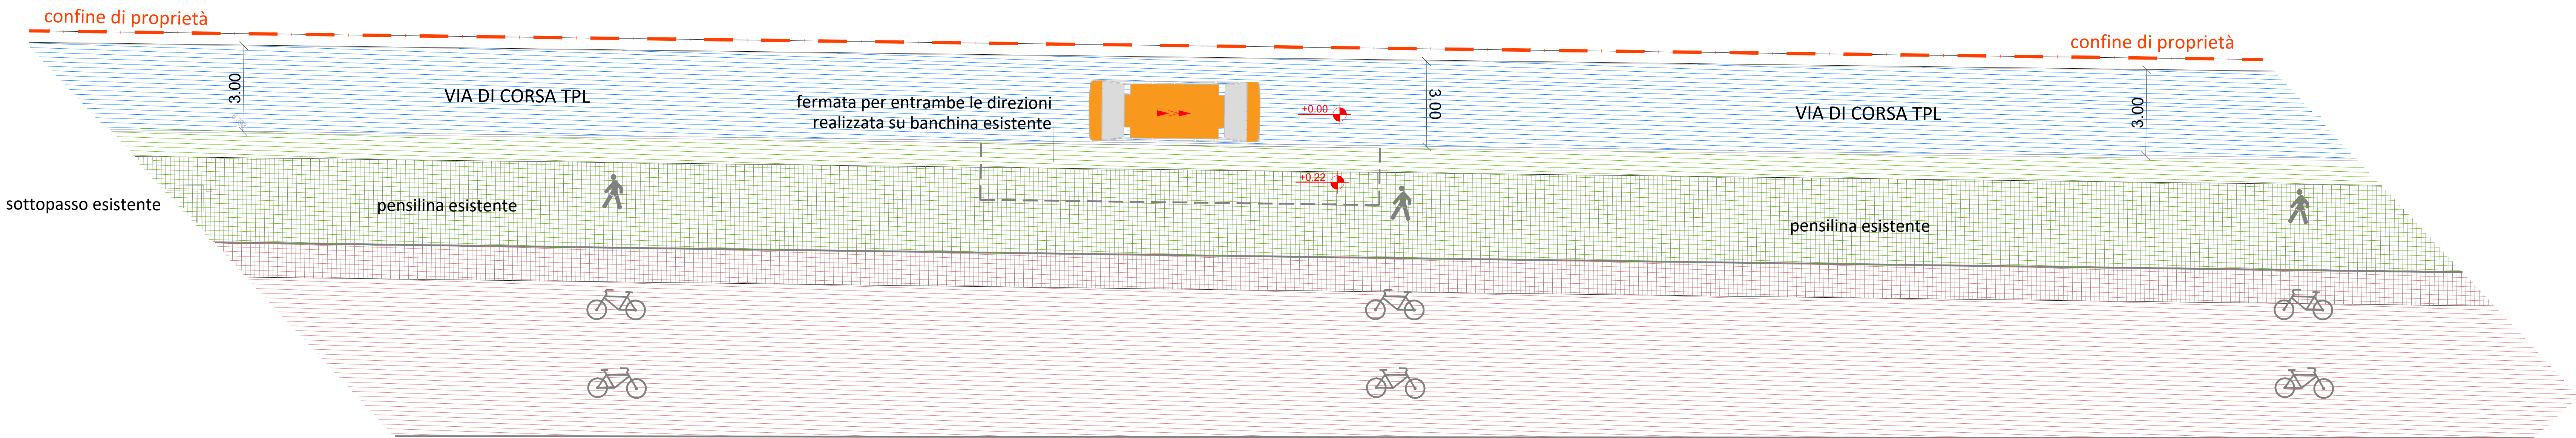 confine di proprietà
confine di proprietà
3.00
VIA DI CORSA TPL
fermata per entrambe le direzioni
realizzata su banchina esistente
+0.00
3.00
VIA DI CORSA TPL
3.00
+0.22
sottopasso esistente
pensilina esistente
pensilina esistente